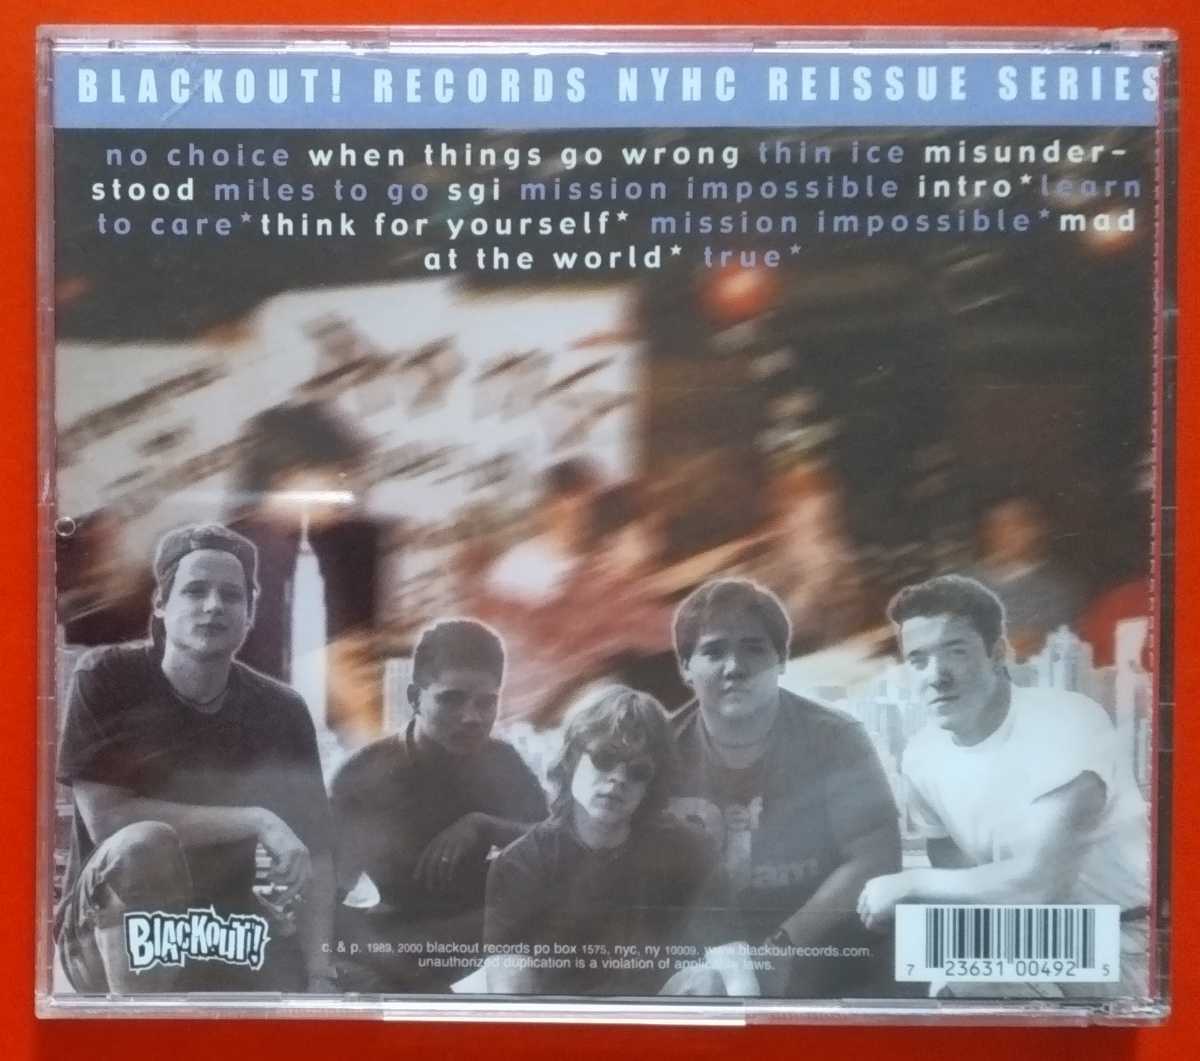 BLACKOUT! RECORDS NYHC REISSUE SERIES
no choice when things go wrong thin ice misunder-
stood miles to go sgi mission impossible intro*learn
to care*think for yourself* mission impossible*mad
at the world* true*
Def
Jam
BLACKOUT!
c. & p. 1989, 2000 blackout records po box 1575, nyc, ny 10009. www.blackoutrecords.com.
unauthorized duplication is a violation of applicable laws.
7 23631 00492 5